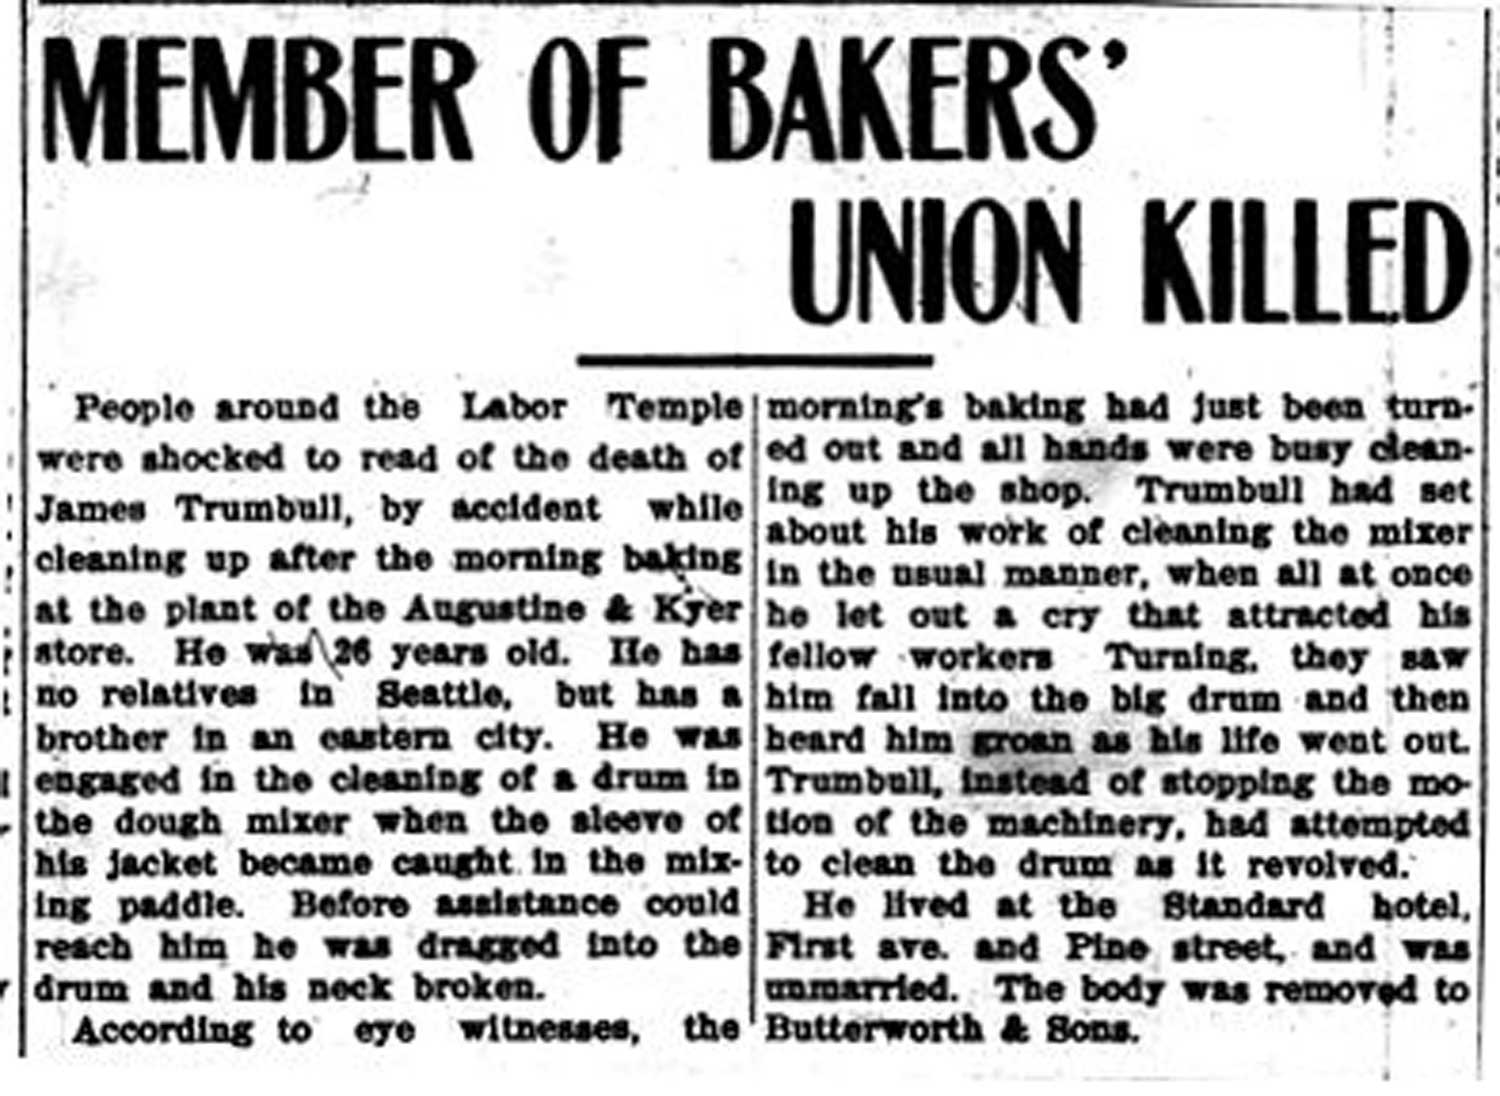 MEMBER OF BAKERS'
UNION KILLED
People around the Labor Temple
were shocked to read of the death of
James Trumbull, by accident while
cleaning up after the morning baking
at the plant of the Augustine & Kyer
store. He was 26 years old. He has
no relatives in Seattle, but has a
brother in an eastern city. He was
engaged in the cleaning of a drum in
the dough mixer when the sleeve of
his jacket became caught in the mix-
ing paddle. Before assistance could
reach him he was dragged into the
drum and his neck broken.
According to eye witnesses, the
morning's baking had just been turn-
ed out and all hands were busy clean-
ing up the shop. Trumbull had set
about his work of cleaning the mixer
in the usual manner, when all at once
he let out a cry that attracted his
fellow workers Turning, they saw
him fall into the big drum and then
heard him groan as his life went out.
Trumbull, instead of stopping the mo-
tion of the machinery, had attempted
to clean the drum as it revolved.
He lived at the Standard hotel,
First ave. and Pine street, and was
unmarried. The body was removed to
Butterworth & Sons.